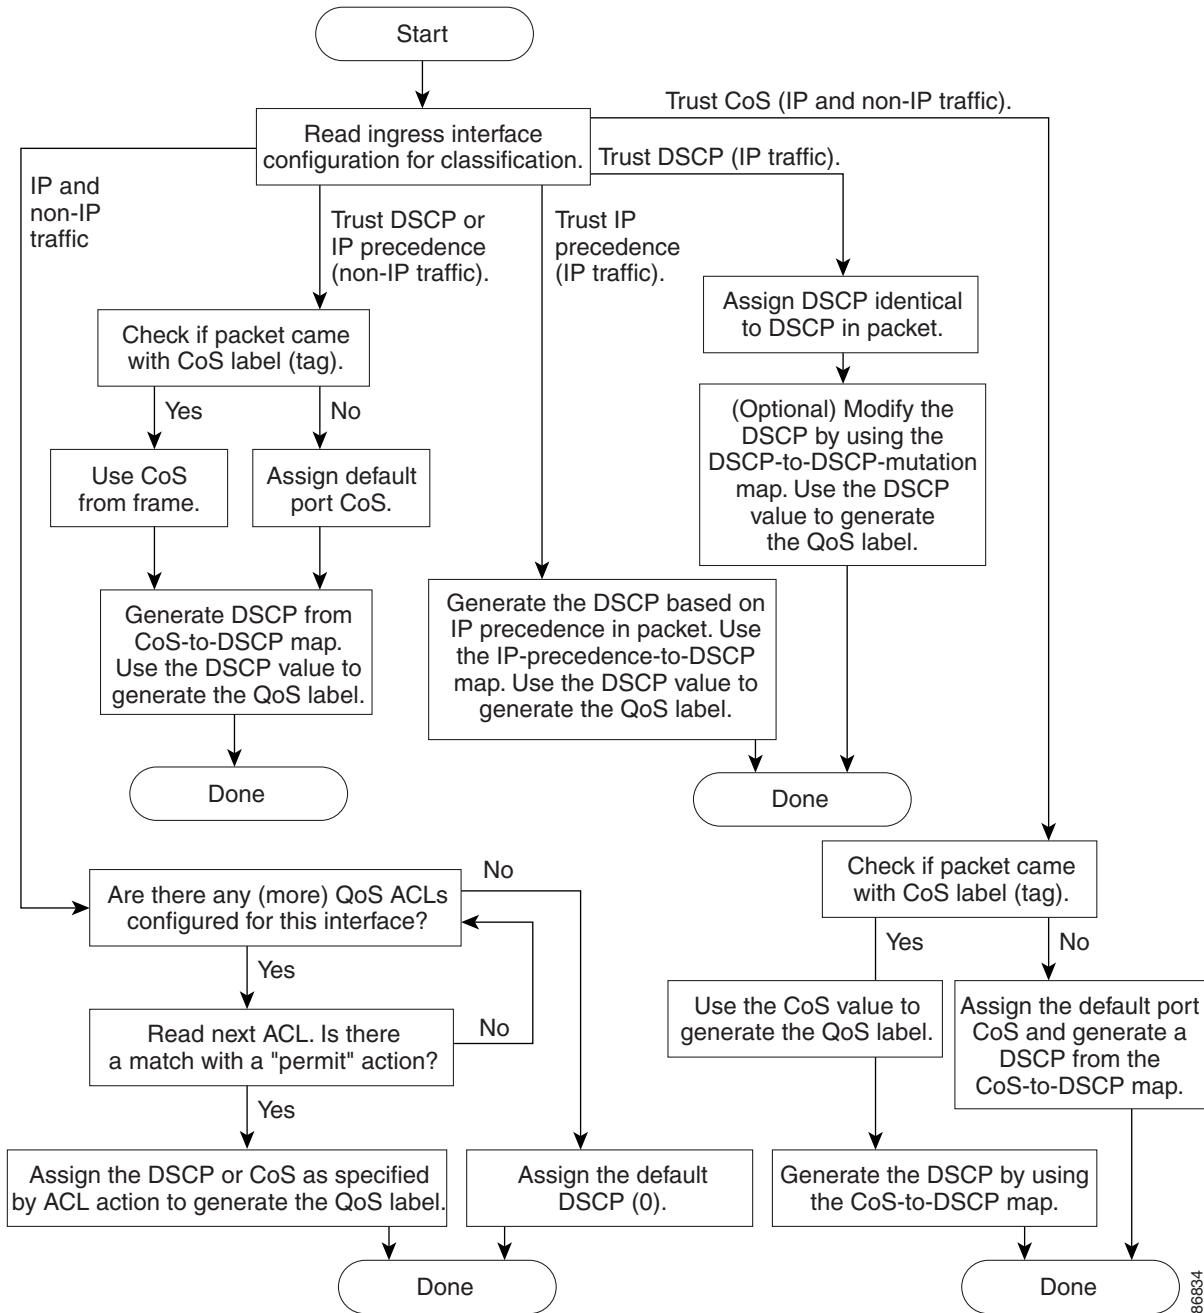 Start
Trust CoS (IP and non-IP traffic).
Read ingress interface
configuration for classification.
Trust DSCP (IP traffic).
IP and
non-IP
traffic
Trust DSCP or
IP precedence
(non-IP traffic).
Trust IP
precedence
(IP traffic).
Assign DSCP identical
to DSCP in packet.
Check if packet came
with CoS label (tag).
Yes
No
(Optional) Modify the
DSCP by using the
DSCP-to-DSCP-mutation
map. Use the DSCP
value to generate
the QoS label.
Use CoS
from frame.
Assign default
port CoS.
Generate DSCP from
CoS-to-DSCP map.
Use the DSCP value to
generate the QoS label.
Generate the DSCP based on
IP precedence in packet. Use
the IP-precedence-to-DSCP
map. Use the DSCP value to
generate the QoS label.
Done
Done
Check if packet came
with CoS label (tag).
Are there any (more) QoS ACLs
configured for this interface?
No
Yes
Yes
No
Read next ACL. Is there
a match with a "permit" action?
No
Use the CoS value to
generate the QoS label.
Assign the default port
CoS and generate a
DSCP from the
CoS-to-DSCP map.
Yes
Assign the DSCP or CoS as specified
by ACL action to generate the QoS label.
Assign the default
DSCP (0).
Generate the DSCP by using
the CoS-to-DSCP map.
Done
Done
86834